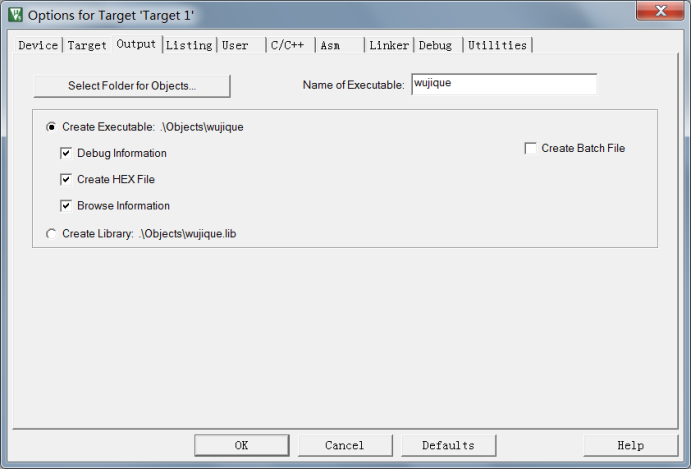 Options for Target 'Target 1'
Device Target Output Listing User C/C++ Asm Linker Debug Utilities
Select Folder for Objects... Name of Executable: wujique
Create Executable: .\Objects\wujique
Debug Information Create Batch File
Create HEX File
Browse Information
Create Library: .\Objects\wujique.lib
OK Cancel Defaults Help